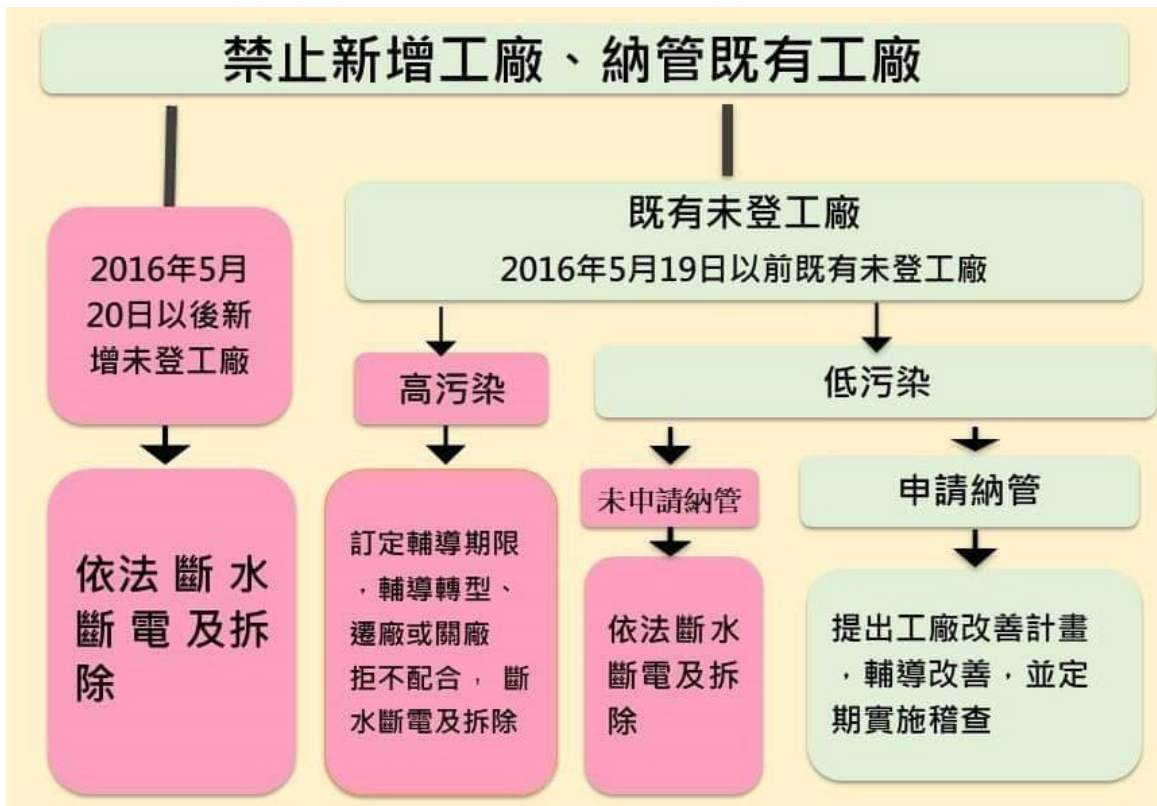 禁止新增工廠、納管既有工廠
2016年5月
20日以後新
增未登工廠
既有未登工廠
2016年5月19日以前既有未登工廠
高污染
低污染
未申請納管
申請納管
依法斷水
斷電及拆
除
訂定輔導期限
，輔導轉型、
遷廠或關廠
拒不配合，斷
水斷電及拆除
依法斷水
斷電及拆
除
提出工廠改善計畫
，輔導改善，並定
期實施稽查